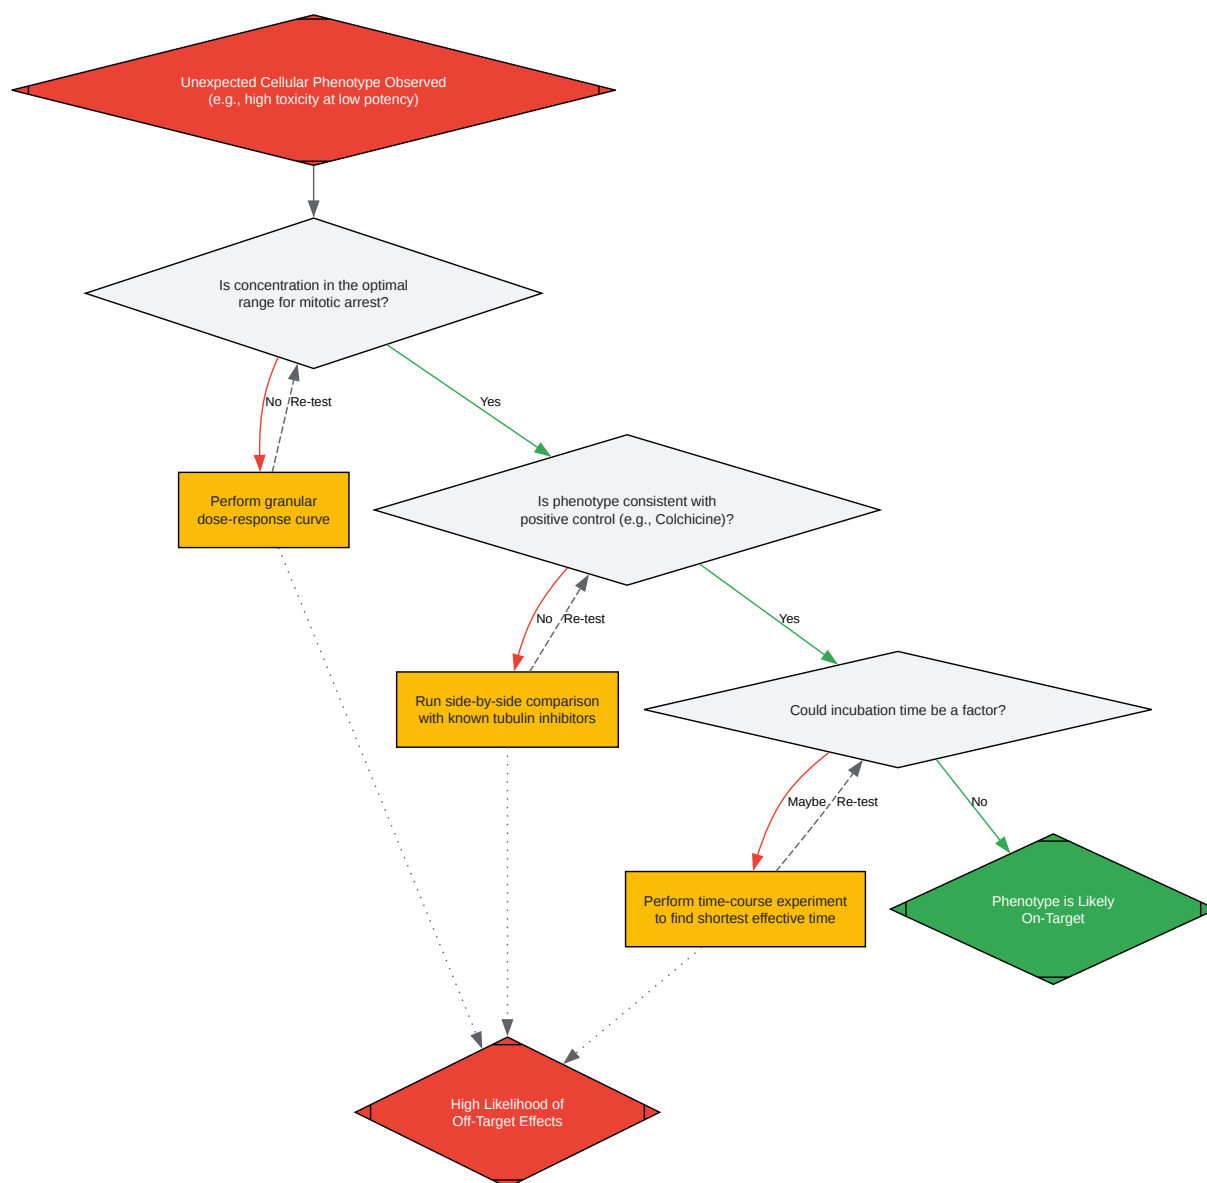 Unexpected Cellular Phenotype Observed
(e.g., high toxicity at low potency)
Is concentration in the optimal
range for mitotic arrest?
No
Re-test
Yes
Perform granular
dose-response curve
Is phenotype consistent with
positive control (e.g., Colchicine)?
No
Re-test
Yes
Run side-by-side comparison
with known tubulin inhibitors
Could incubation time be a factor?
Maybe
Re-test
No
Perform time-course experiment
to find shortest effective time
Phenotype is Likely
On-Target
High Likelihood of
Off-Target Effects